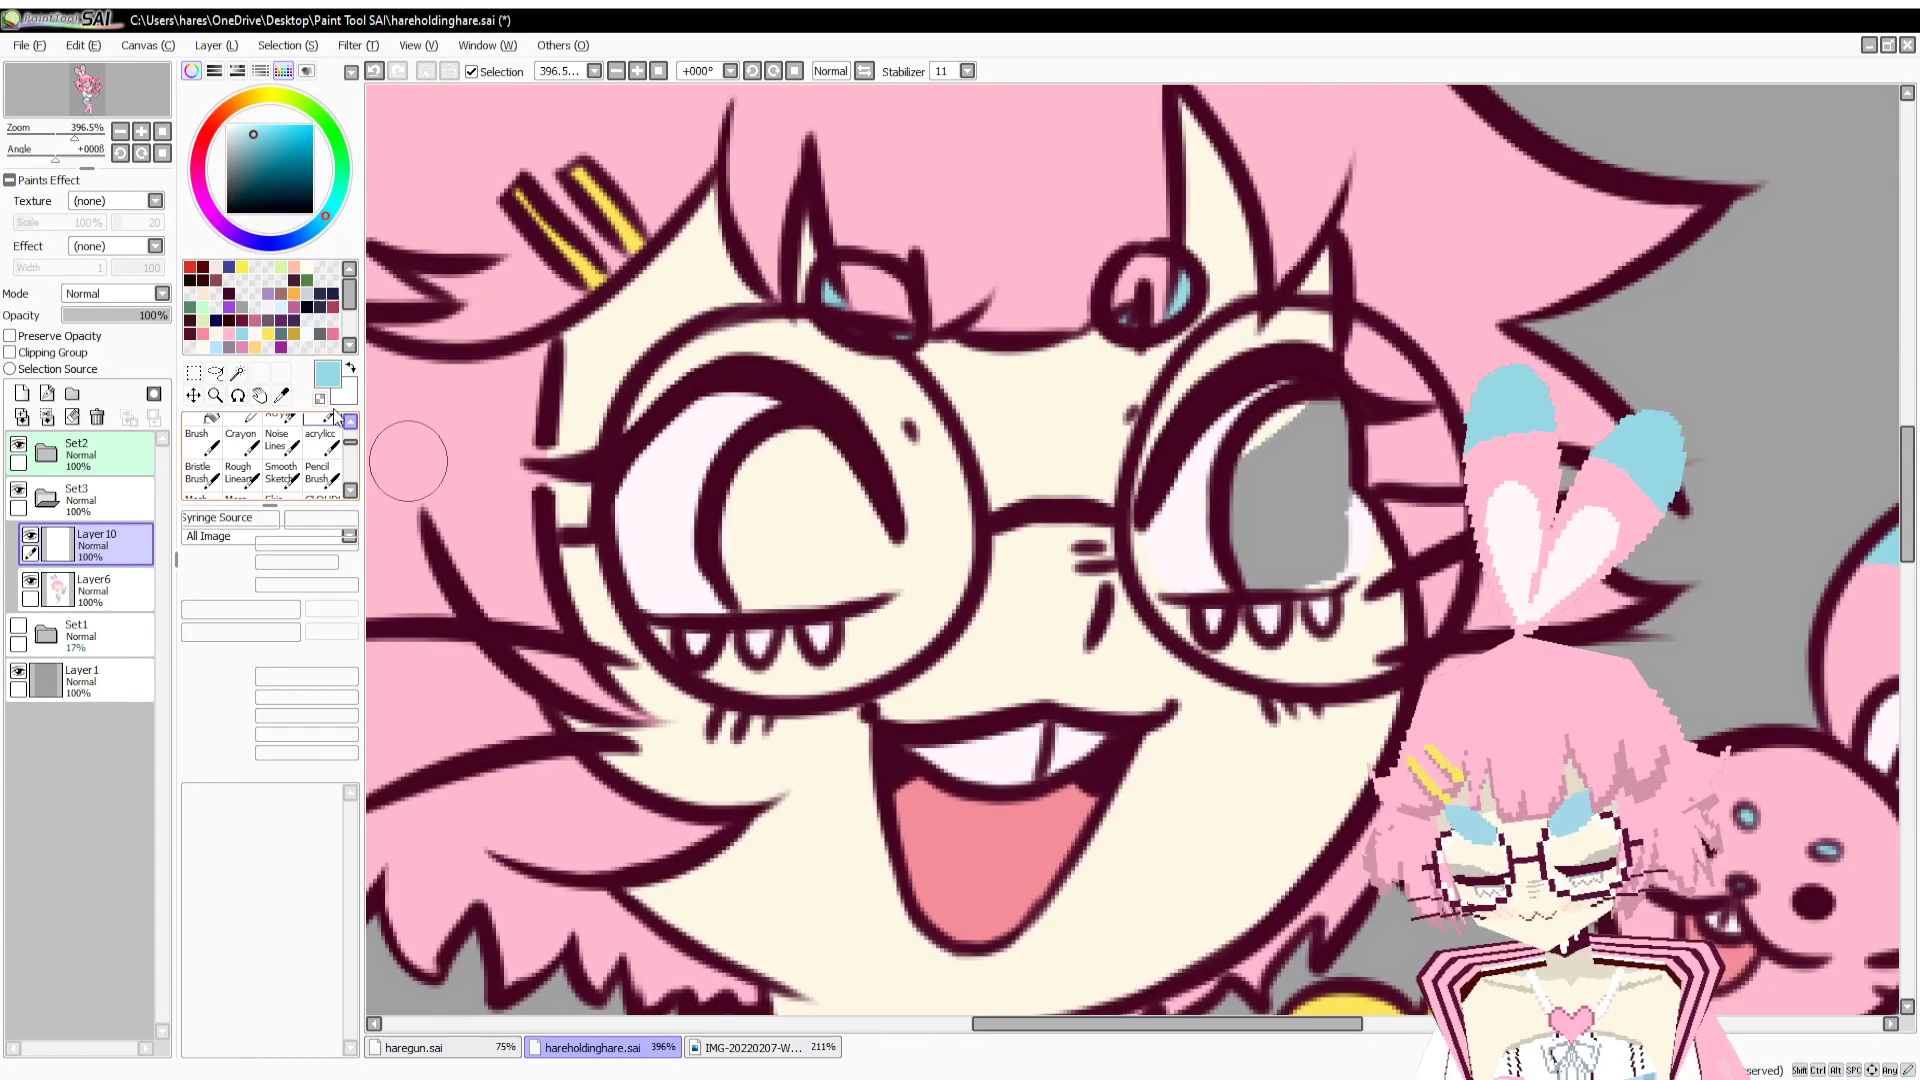 PaintTool SAI C:\Users\hares\OneDrive\Desktop\Paint Tool SAI\hareholdinghare.sai (*)
File (F) Edit (E) Canvas (C) Layer (L) Selection (S) Filter (T) View (V) Window (W) Others (O)
Selection 396.5... +000° Normal Stabilizer 11
Zoom 396.5%
Angle +000ß
Paints Effect
Texture (none)
Scale 100% 20
Effect (none)
Width 1 100
Mode Normal
Opacity 100%
Preserve Opacity
Clipping Group
Selection Source
Set2
Normal
100%
Set3
Normal
100%
Layer10
Normal
100%
Layer6
Normal
100%
Set1
Normal
17%
Layer1
Normal
100%
Brush Crayon Noise Lines acrylicc
Bristle Brush Rough Linear Smooth Sketch Pencil Brush
Syringe Source
All Image
haregun.sai 75% hareholdinghare.sai 396% IMG-20220207-W... 211%
served) Shift Ctrl Alt SPC Any